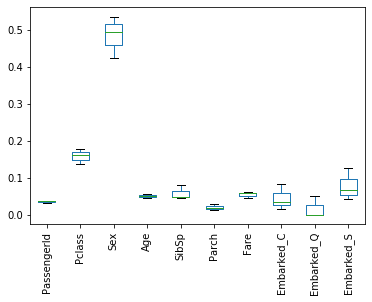 0.5
0.4
0.3
0.2
0.1
0.0
PassengerId
Pclass
Sex
Age
SibSp
Parch
Fare
Embarked_C
Embarked_Q
Embarked_S